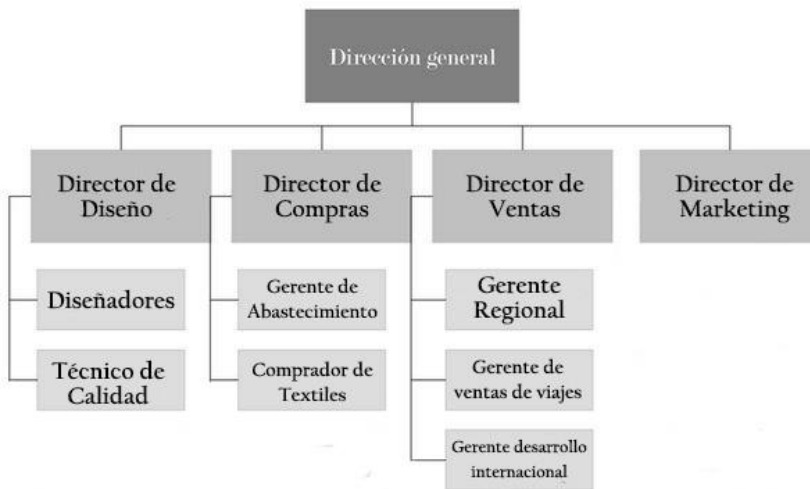 Dirección general
Director de
Diseño
Director de
Compras
Director de
Ventas
Director de
Marketing
Diseñadores
Gerente de
Abastecimiento
Gerente
Regional
Técnico de
Calidad
Comprador de
Textiles
Gerente de
ventas de viajes
Gerente desarrollo
internacional